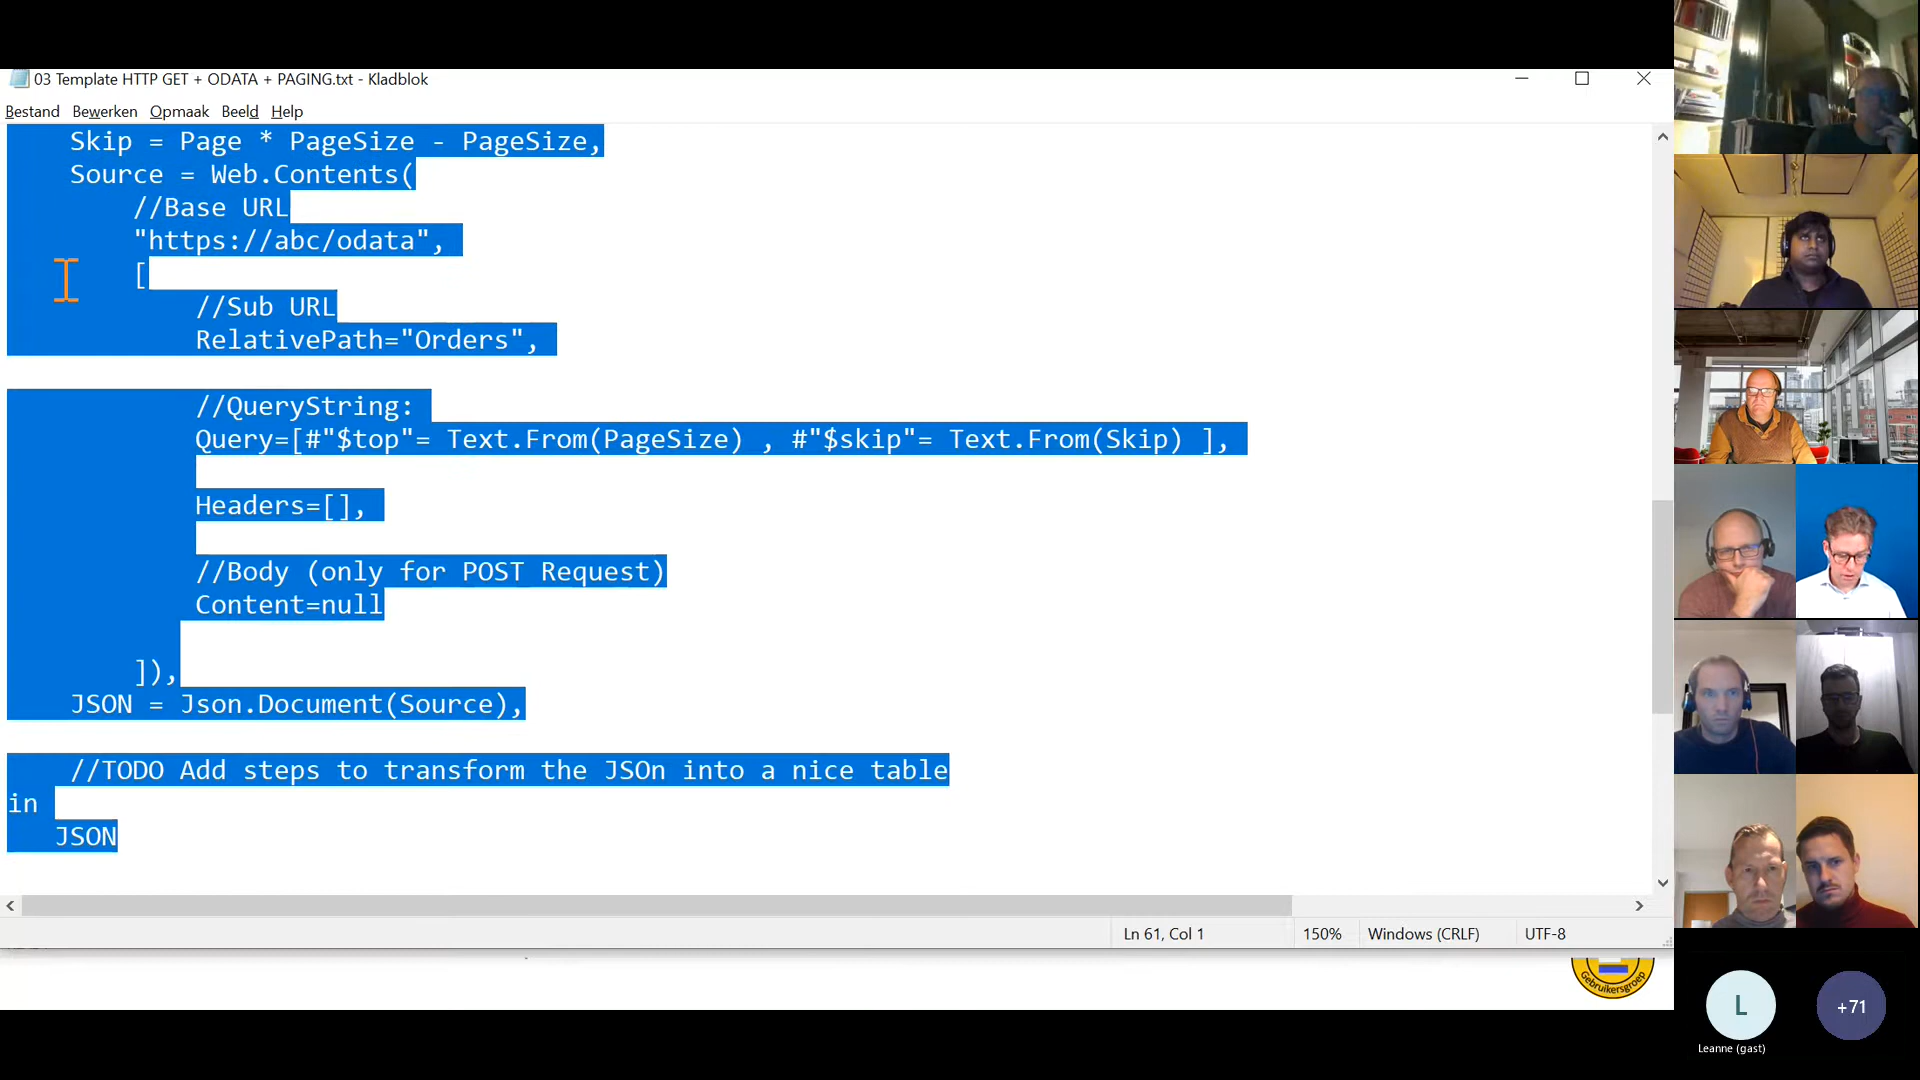 03 Template HTTP GET + ODATA + PAGING.txt - Kladblok
Bestand Bewerken Opmaak Beeld Help
Skip = Page * PageSize - PageSize,
Source = Web.Contents(
//Base URL
"https://abc/odata",
[
//Sub URL
RelativePath="Orders",
//QueryString:
Query=[#"$top"= Text.From(PageSize) , #"$skip"= Text.From(Skip) ],
Headers=[],
//Body (only for POST Request)
Content=null
]),
JSON = Json.Document(Source),
//TODO Add steps to transform the JSOn into a nice table
in
JSON
Ln 61, Col 1
150%
Windows (CRLF)
UTF-8
Gebruikersgroep
L
+71
Leanne (gast)